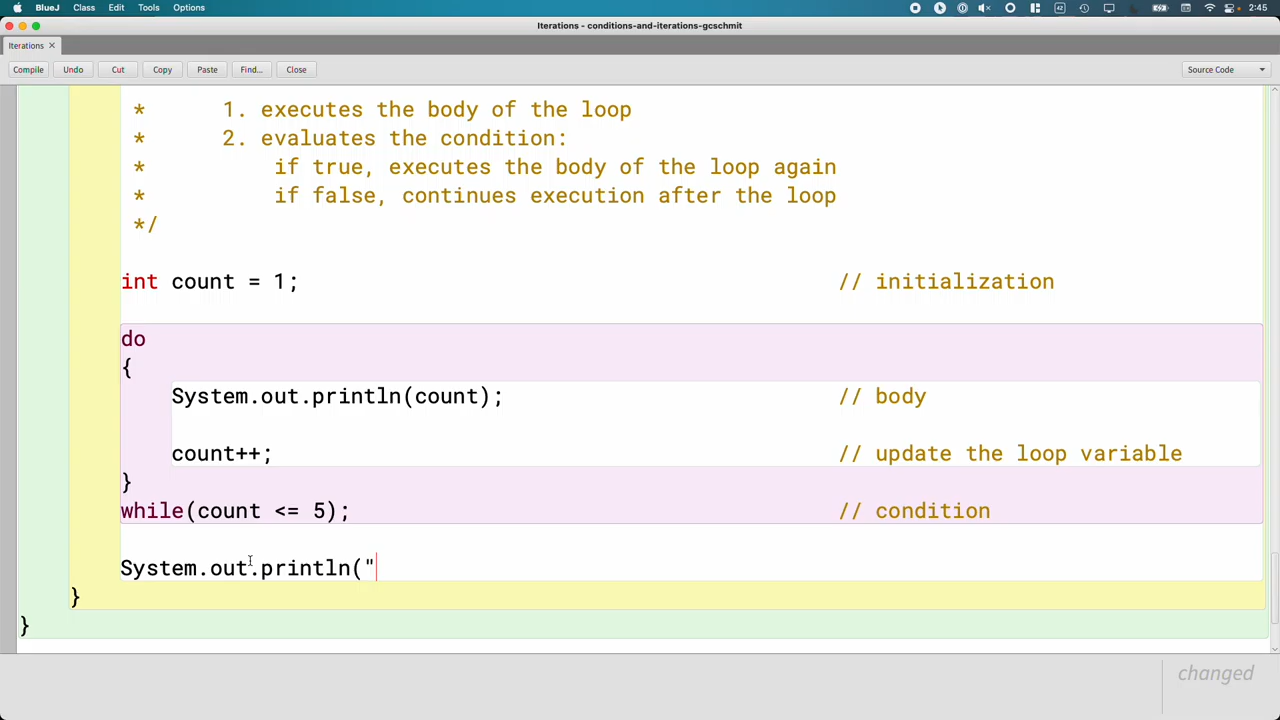 BlueJ Class Edit Tools Options 42 2:45
Iterations - conditions-and-iterations-gcschmit
Iterations ×
Compile Undo Cut Copy Paste Find... Close Source Code
* 1. executes the body of the loop
* 2. evaluates the condition:
* if true, executes the body of the loop again
* if false, continues execution after the loop
*/
int count = 1; // initialization
do
{
System.out.println(count); // body
count++; // update the loop variable
}
while(count <= 5); // condition
System.out.println("
}
}
changed